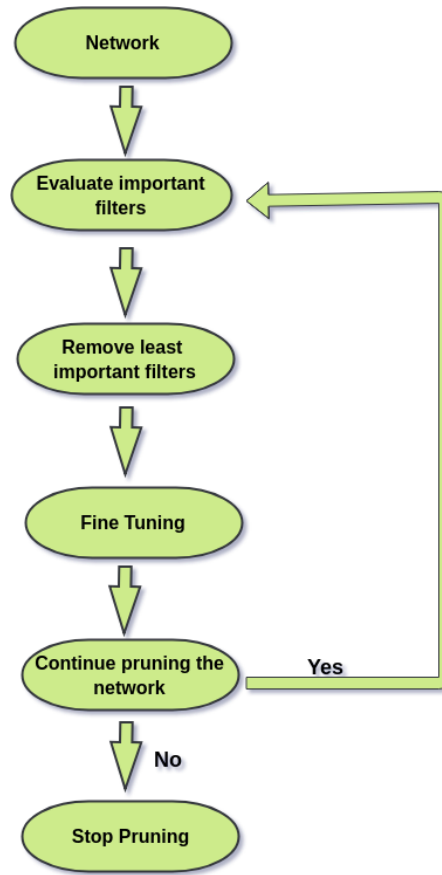 Network
Evaluate important
filters
Remove least
important filters
Fine Tuning
Continue pruning the
network
Yes
No
Stop Pruning